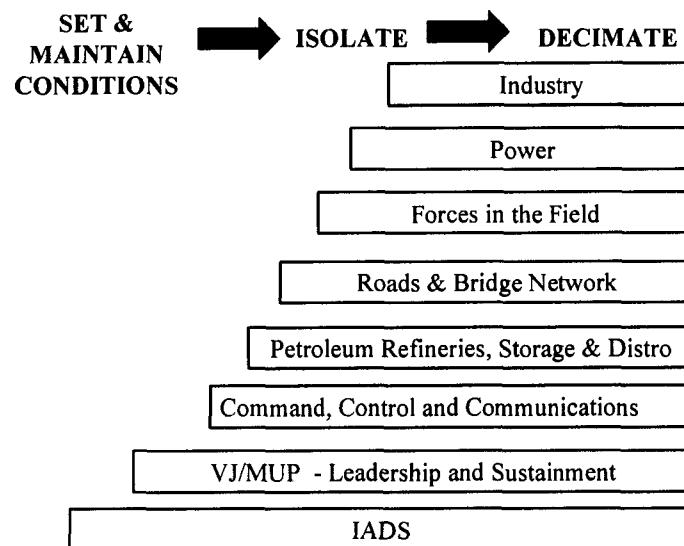 SET &
MAINTAIN
CONDITIONS
ISOLATE
DECIMATE
Industry
Power
Forces in the Field
Roads & Bridge Network
Petroleum Refineries, Storage & Distro
Command, Control and Communications
VJ/MUP - Leadership and Sustainment
IADS